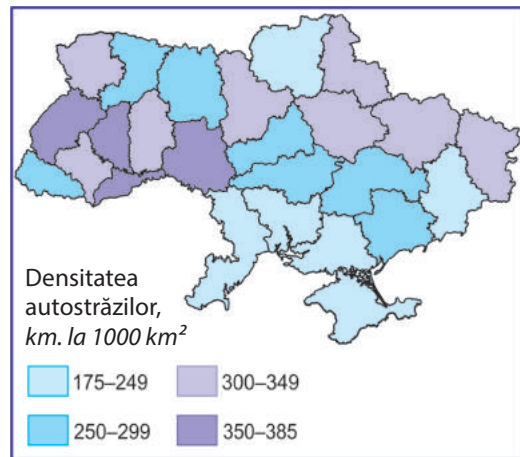 Densitatea
autostrăzilor,
km. la 1000 km²
175–249
300–349
250–299
350–385